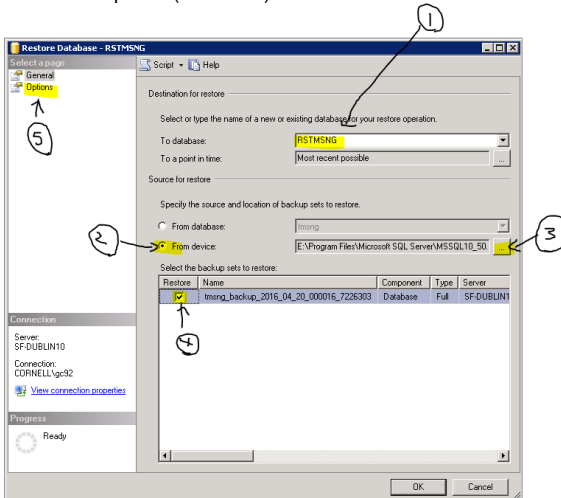 1
Restore Database - RSTMSNG
Select a page
General
Options
5
Script
Help
Destination for restore
Select or type the name of a new or existing database for your restore operation.
To database:
RSTMSNG
To a point in time:
Most recent possible
...
Source for restore
Specify the source and location of backup sets to restore.
From database:
tmsng
2
From device:
E:\Program Files\Microsoft SQL Server\MSSQL10_50.
...
3
Select the backup sets to restore:
Restore Name Component Type Server
tmsng_backup_2016_04_20_000016_7226303 Database Full SF-DUBLIN1
4
Connection
Server:
SF-DUBLIN10
Connection:
CORNELL\gc92
View connection properties
Progress
Ready
OK
Cancel